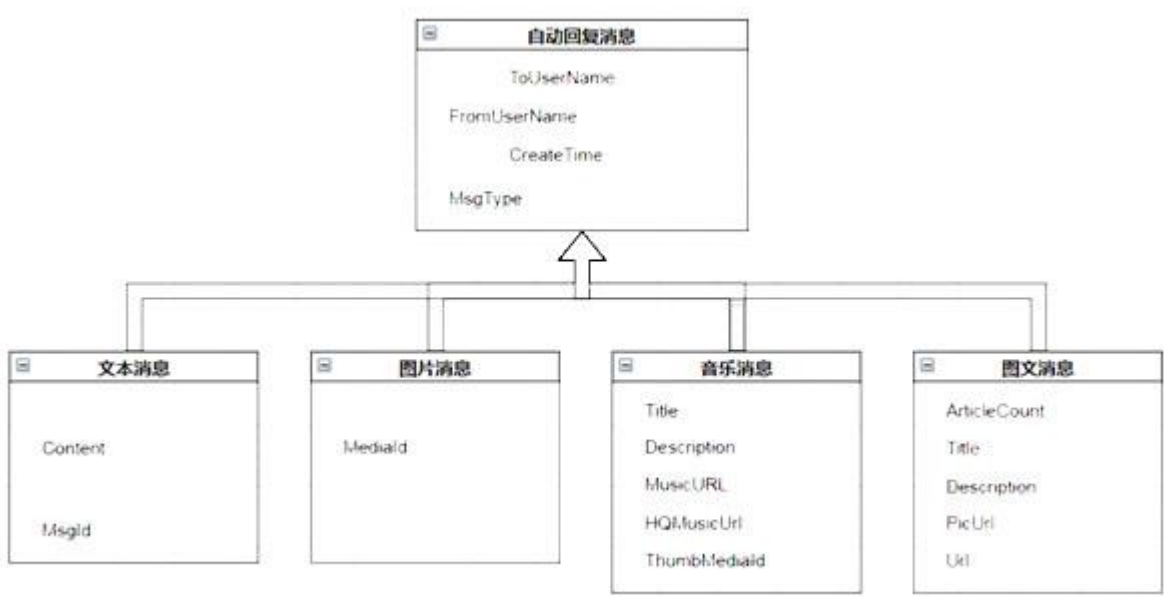 自动回复消息
ToUserName
FromUserName
CreateTime
MsgType
文本消息
Content
MsgId
图片消息
MediaId
音乐消息
Title
Description
MusicURL
HQMusicUrl
ThumbMediaId
图文消息
ArticleCount
Title
Description
PicUrl
Url